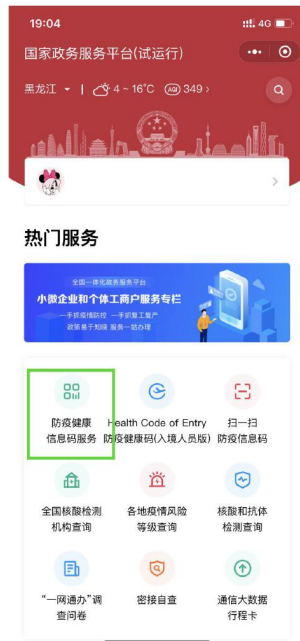 19:04
4G
国家政务服务平台(试运行)
黑龙江 4~16°C AQI 349
热门服务
全国一体化政务服务平台
小微企业和个体工商户服务专栏
一手抓疫情防控 一手抓复工复产
政策易于知晓 服务一站办理
防疫健康
信息码服务
Health Code of Entry
防疫健康码(入境人员版)
扫一扫
防疫信息码
全国核酸检测
机构查询
各地疫情风险
等级查询
核酸和抗体
检测查询
“一网通办”调
查问卷
密接自查
通信大数据
行程卡